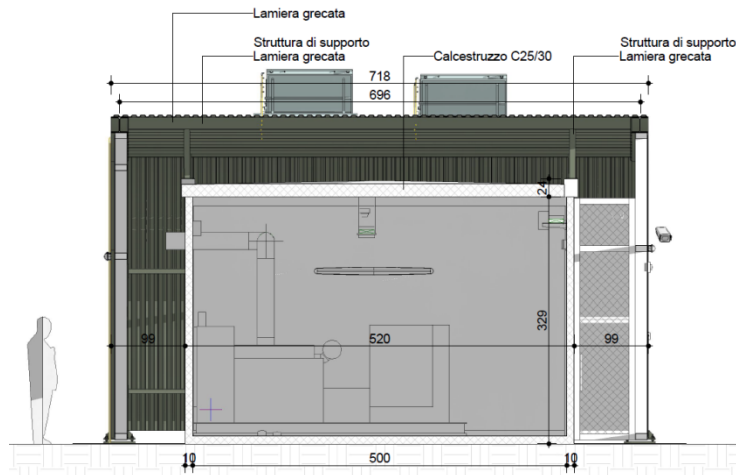 Lamiera grecata
Struttura di supporto
Lamiera grecata
Calcestruzzo C25/30
Struttura di supporto
Lamiera grecata
718
696
24
329
99
520
99
10
500
10